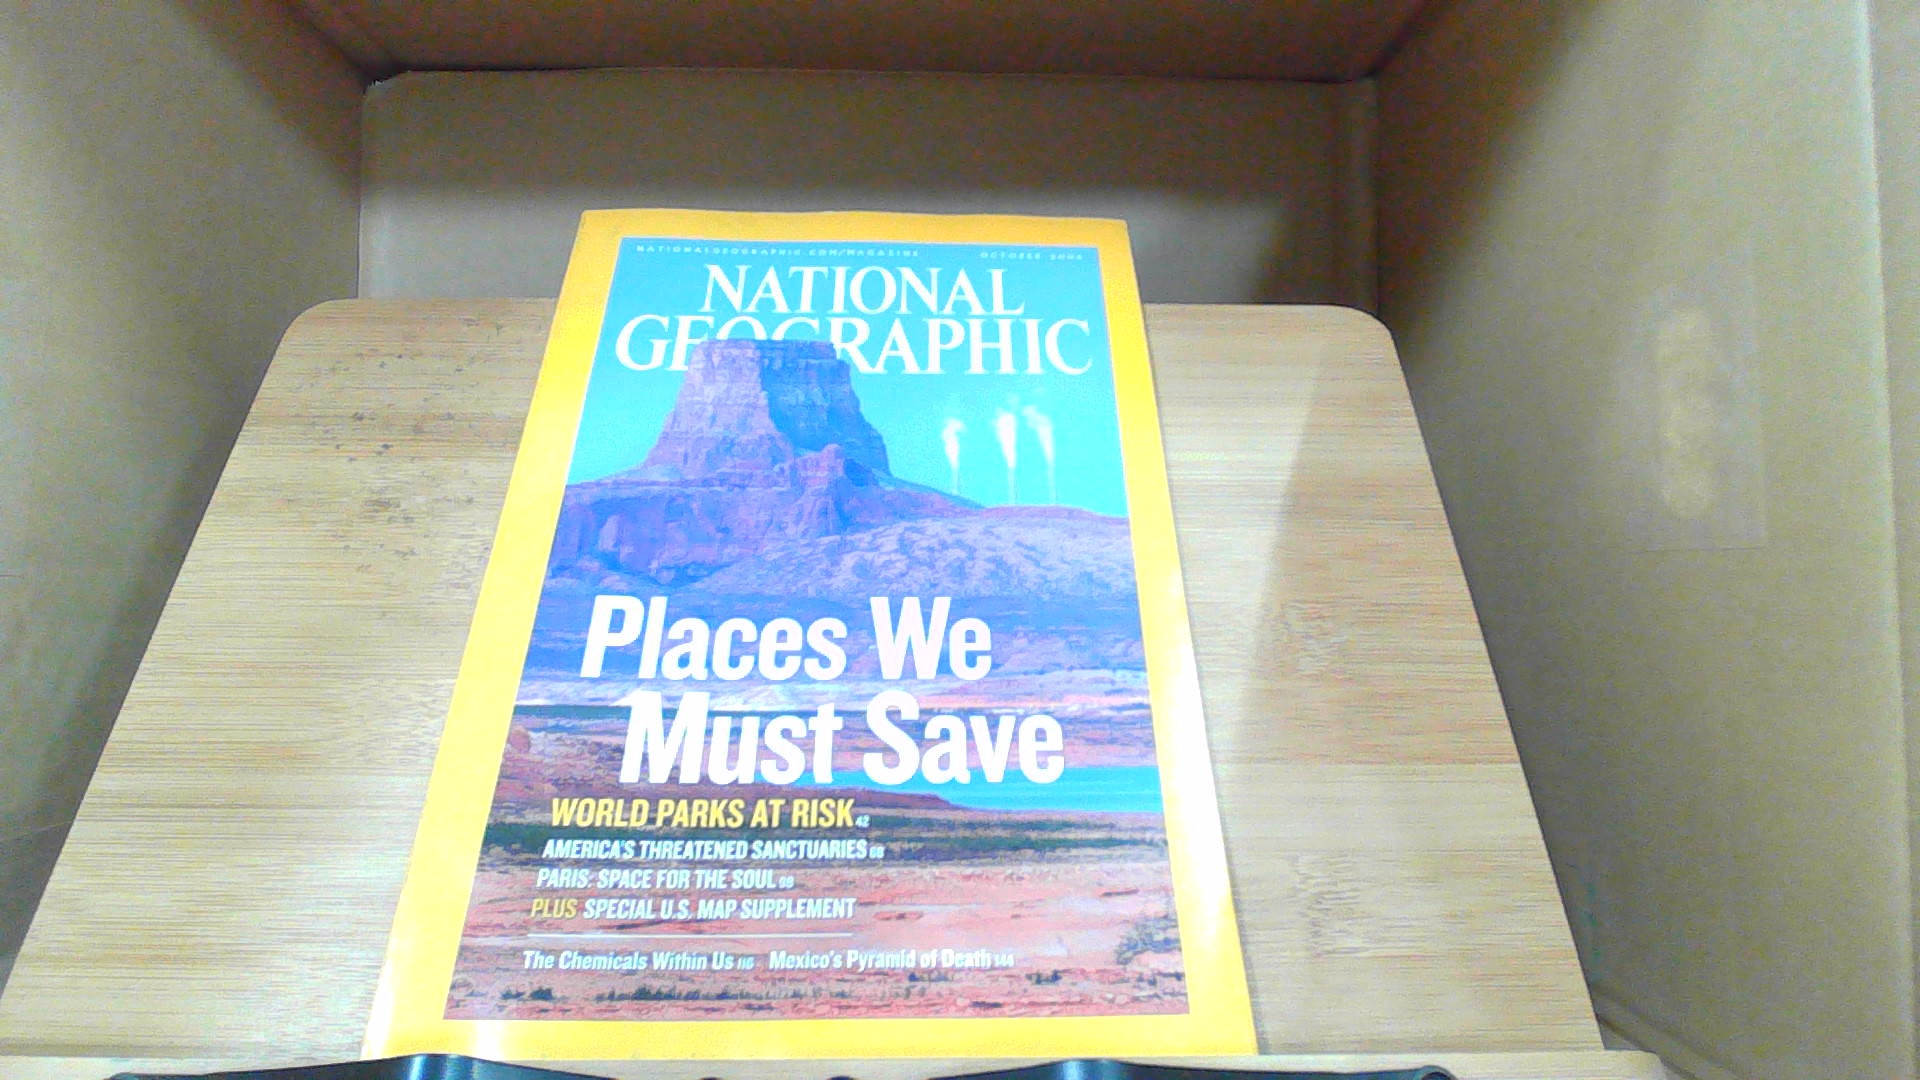 NATIONALGEOGRAPHIC.COM/MAGAZINE OCTOBER 2006
NATIONAL
GEOGRAPHIC
Places We
Must Save
WORLD PARKS AT RISK 42
AMERICA'S THREATENED SANCTUARIES
PARIS: SPACE FOR THE SOUL
PLUS SPECIAL U.S. MAP SUPPLEMENT
The Chemicals Within Us 116 Mexico's Pyramid of Death 144